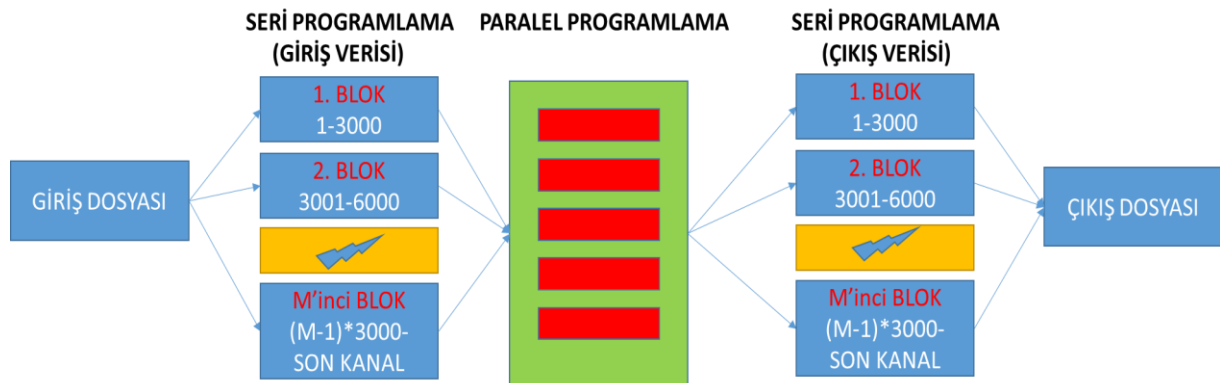 SERİ PROGRAMLAMA
(GİRİŞ VERİSİ)
PARALEL PROGRAMLAMA
SERİ PROGRAMLAMA
(ÇIKIŞ VERİSİ)
GİRİŞ DOSYASI
1. BLOK
1-3000
2. BLOK
3001-6000
M'inci BLOK
(M-1)*3000-
SON KANAL
1. BLOK
1-3000
2. BLOK
3001-6000
M'inci BLOK
(M-1)*3000-
SON KANAL
ÇIKIŞ DOSYASI